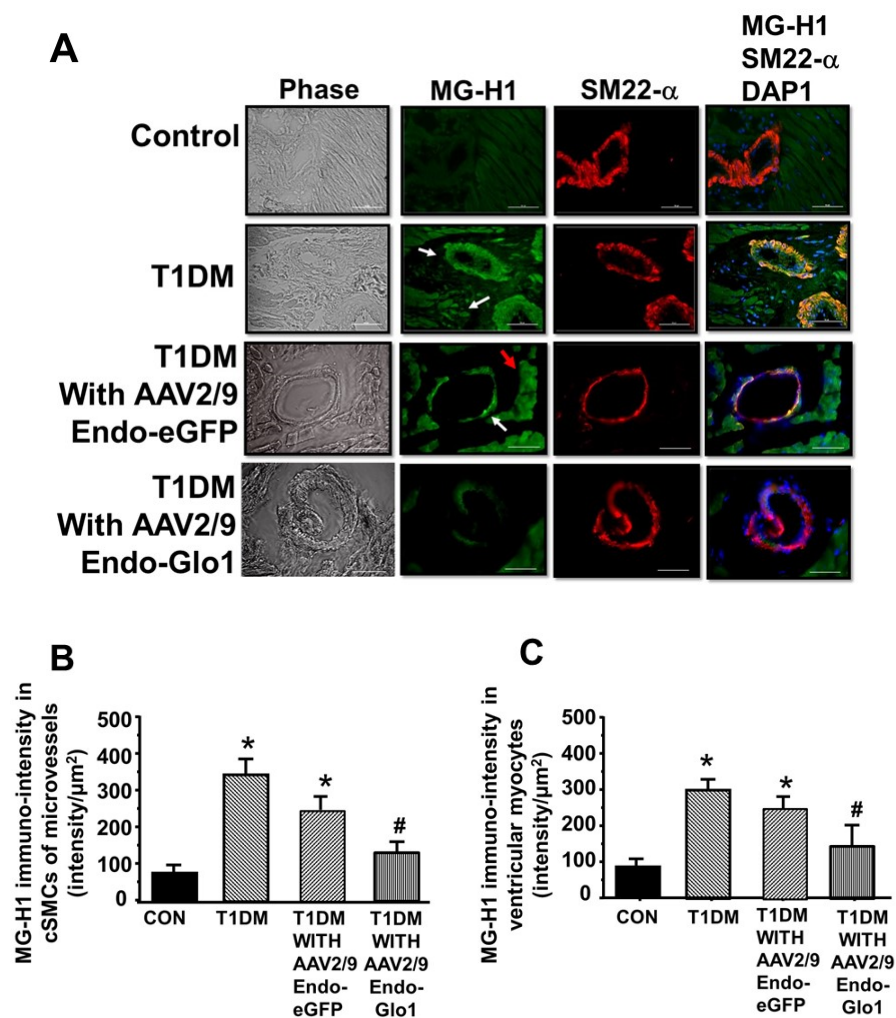 A
Phase
MG-H1
SM22-α
MG-H1
SM22-α
DAP1
Control
T1DM
T1DM
With AAV2/9
Endo-eGFP
T1DM
With AAV2/9
Endo-Glo1
B
MG-H1 immuno-intensity in
cSMCs of microvessels
(intensity/µm²)
500
400
300
200
100
0
*
*
#
CON
T1DM
T1DM
WITH
AAV2/9
Endo-
eGFP
T1DM
WITH
AAV2/9
Endo-
Glo1
C
MG-H1 immuno-intensity in
ventricular myocytes
(intensity/µm²)
500
400
300
200
100
0
*
*
#
CON
T1DM
T1DM
WITH
AAV2/9
Endo-
eGFP
T1DM
WITH
AAV2/9
Endo-
Glo1